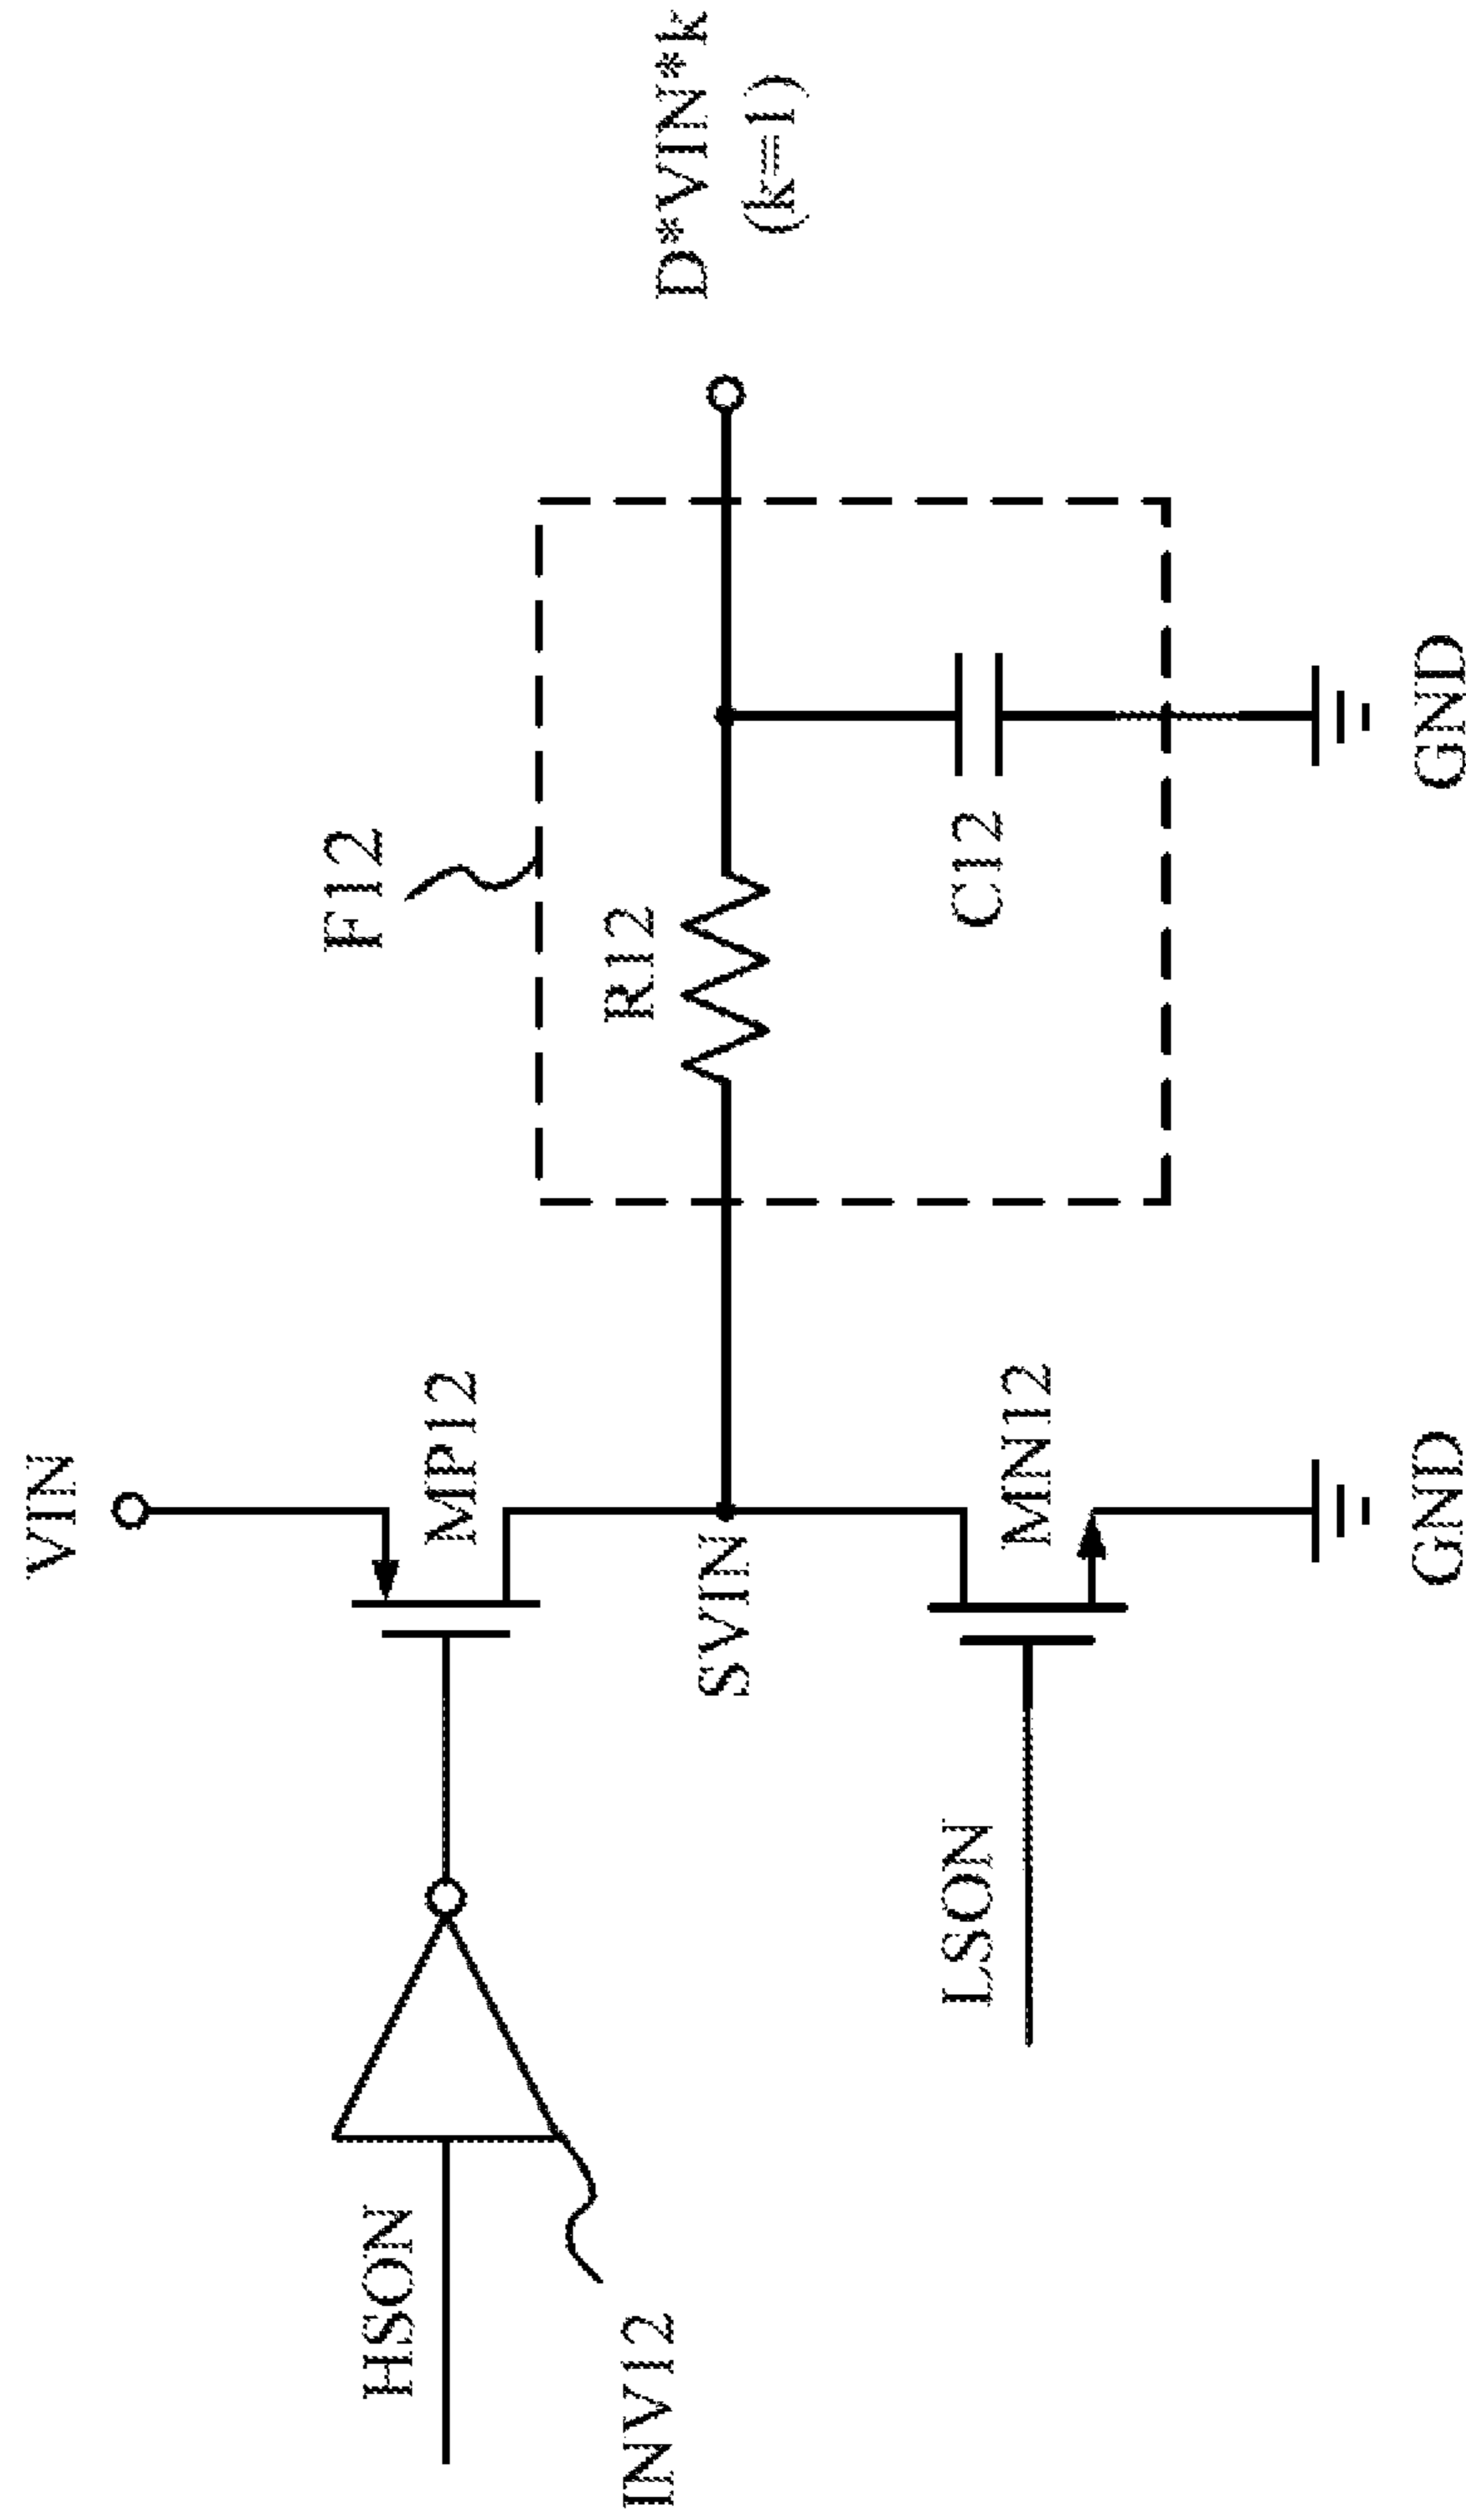 VIN
HSON
INV12
MP12
SVIN
LSON
MN12
GND
F12
R12
C12
GND
D*VIN*k
(k=1)